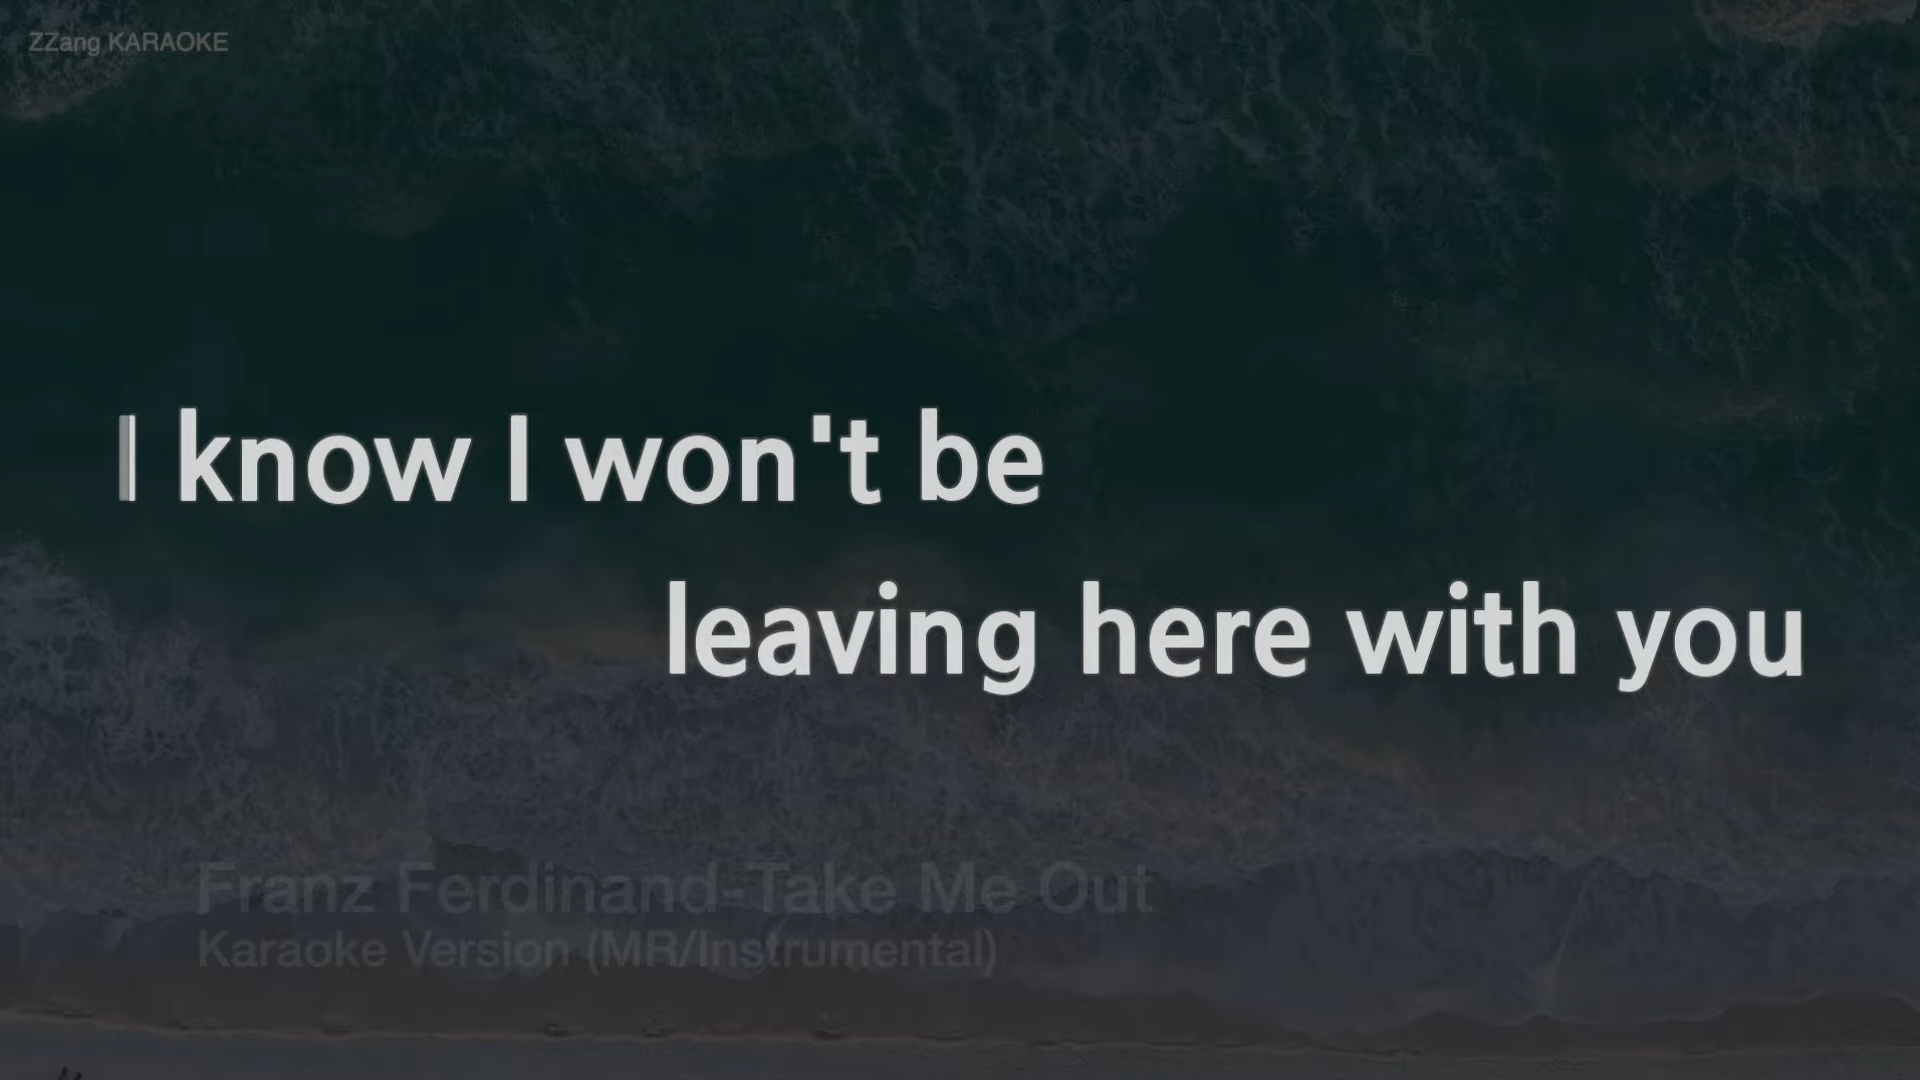 ZZang KARAOKE
I know I won't be
leaving here with you
Franz Ferdinand-Take Me Out
Karaoke Version (MR/Instrumental)